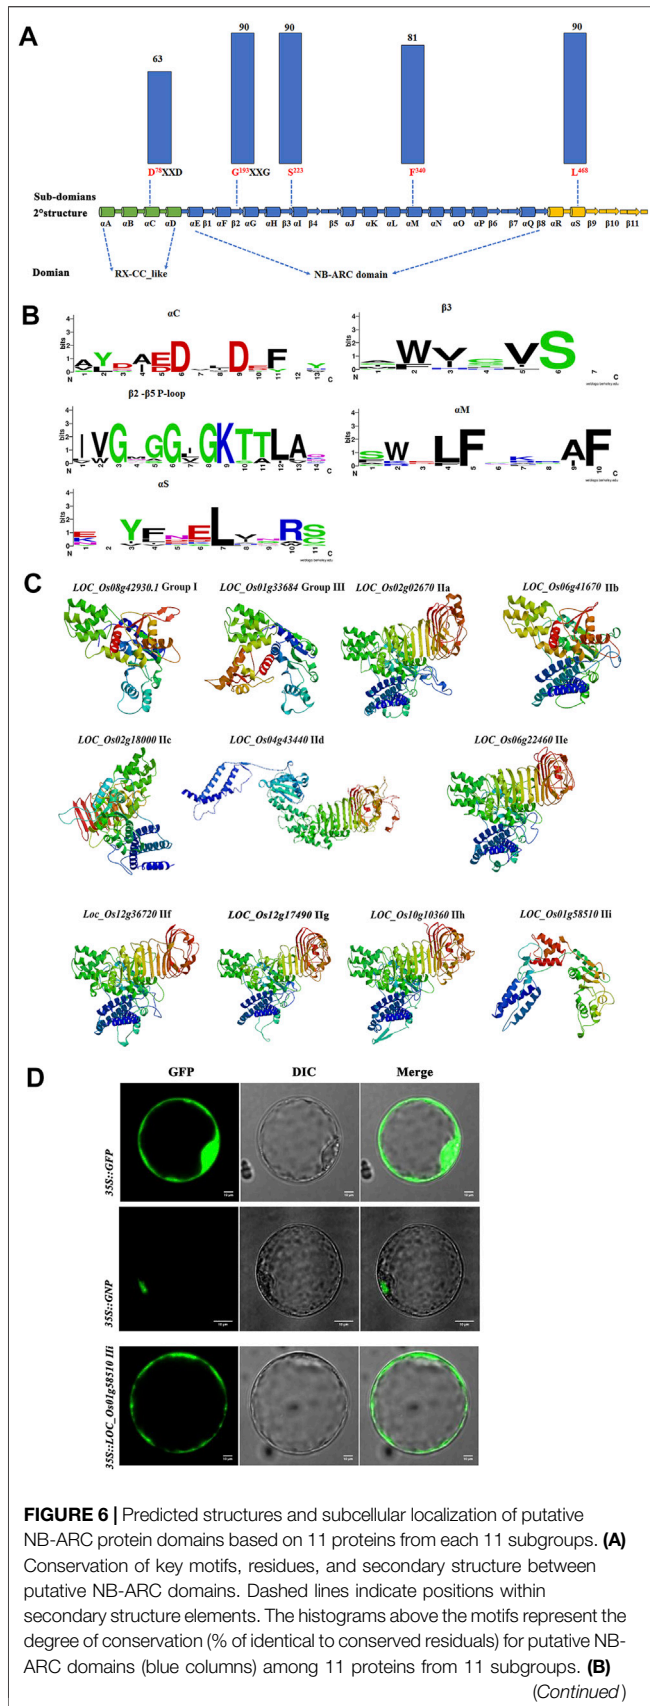 A
63
90
90
81
90
D78XXD
G193XXG
S223
F340
L468
Sub-domians
2°structure
αA αB αC αD αE β1 αF β2 αG αH β3 αI β4 β5 αJ αK αL αM αN αO αP β6 β7 αQ β8 αR αS β9 β10 β11
Domian
RX-CC_like
NB-ARC domain
B
αC
β3
β2 -β5 P-loop
αM
αS
C
LOC_Os08g42930.1 Group I
LOC_Os01g33684 Group III
LOC_Os02g02670 IIa
LOC_Os06g41670 IIb
LOC_Os02g18000 IIc
LOC_Os04g43440 IId
LOC_Os06g22460 IIe
Loc_Os12g36720 IIf
LOC_Os12g17490 IIg
LOC_Os10g10360 IIh
LOC_Os01g58510 IIi
D
GFP DIC Merge
35S::GFP
35S::GNP
35S::LOC_Os01g58510 IIi
FIGURE 6 | Predicted structures and subcellular localization of putative
NB-ARC protein domains based on 11 proteins from each 11 subgroups. (A)
Conservation of key motifs, residues, and secondary structure between
putative NB-ARC domains. Dashed lines indicate positions within
secondary structure elements. The histograms above the motifs represent the
degree of conservation (% of identical to conserved residuals) for putative NB-
ARC domains (blue columns) among 11 proteins from 11 subgroups. (B)
(Continued)